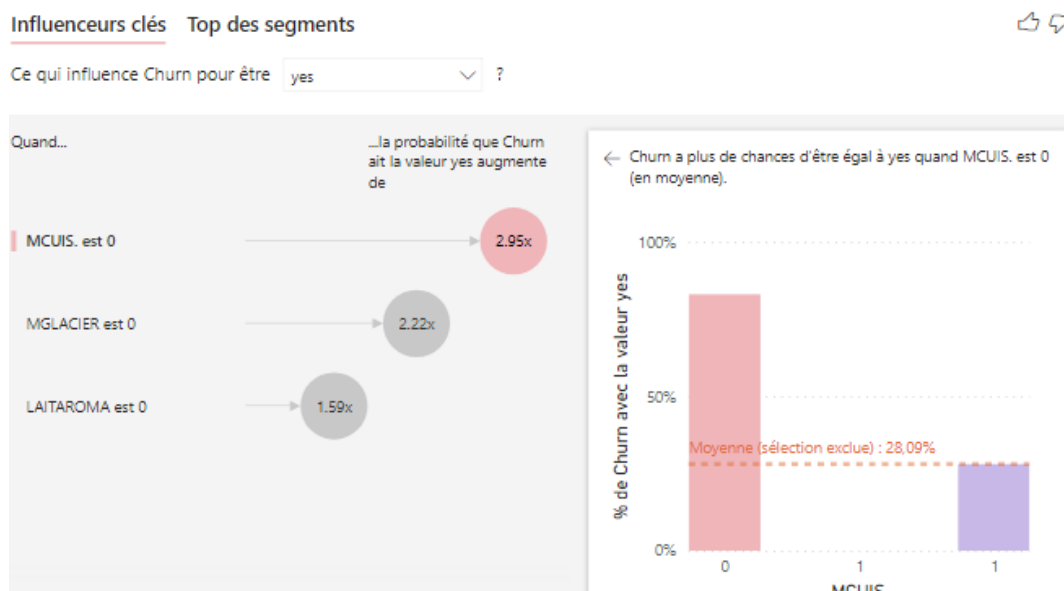 Influenceurs clés Top des segments
Ce qui influence Churn pour être yes ?
Quand...
...la probabilité que Churn
ait la valeur yes augmente
de
MCUIS. est 0
2.95x
MGLACIER est 0
2.22x
LAITAROMA est 0
1.59x
Churn a plus de chances d'être égal à yes quand MCUIS. est 0
(en moyenne).
% de Churn avec la valeur yes
100%
50%
0%
Moyenne (sélection exclue) : 28,09%
0 1 1
MCUIS